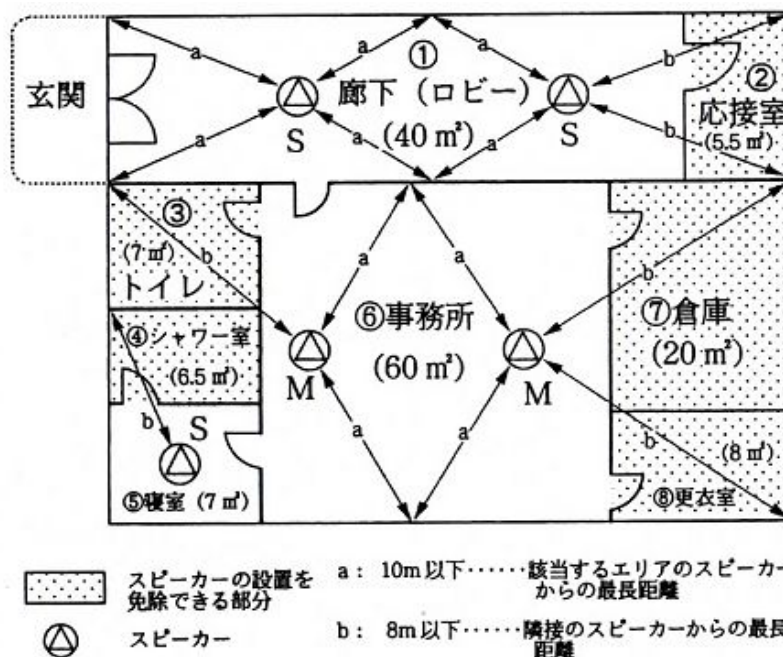 玄関
a
a
a
b
①
廊下（ロビー）
(40㎡)
S
S
a
a
a
b
②
応接室
(5.5㎡)
③
(7㎡)
トイレ
b
a
a
⑥事務所
(60㎡)
M
M
a
a
b
⑦倉庫
(20㎡)
④シャワー室
(6.5㎡)
b
S
⑤寝室(7㎡)
b
(8㎡)
⑧更衣室
スピーカーの設置を
免除できる部分
スピーカー
a：10m以下……該当するエリアのスピーカー
からの最長距離
b：8m以下……隣接のスピーカーからの最長
距離